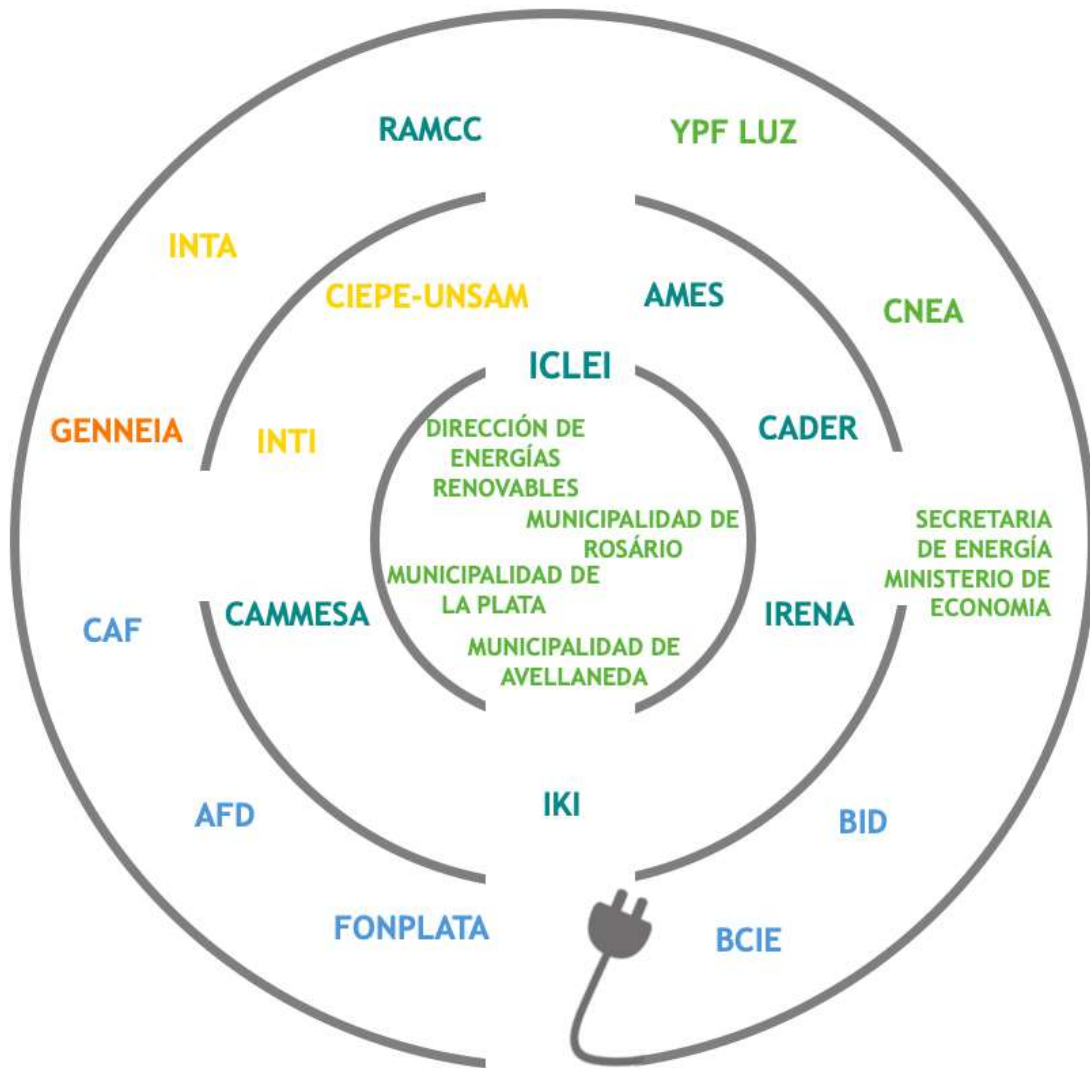 RAMCC
YPF LUZ
INTA
CIEPE-UNSAM
AMES
CNEA
ICLEI
GENNEIA
INTI
CADER
DIRECCIÓN DE
ENERGÍAS
RENOVABLES
MUNICIPALIDAD DE
ROSÁRIO
SECRETARIA
DE ENERGÍA
MINISTERIO DE
ECONOMIA
MUNICIPALIDAD DE
LA PLATA
CAF
CAMMESA
IRENA
MUNICIPALIDAD DE
AVELLANEDA
IKI
AFD
BID
FONPLATA
BCIE